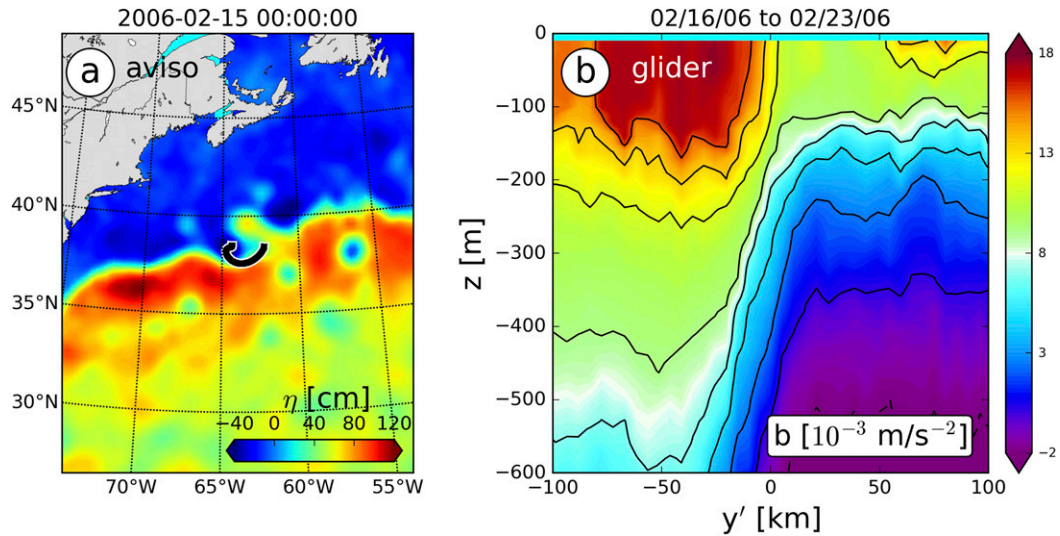 2006-02-15 00:00:00
a aviso
45°N
40°N
35°N
30°N
η [cm]
−40 0 40 80 120
70°W 65°W 60°W 55°W
02/16/06 to 02/23/06
b glider
0
−100
−200
−300
−400
−500
−600
z [m]
b [10⁻³ m/s⁻²]
−100 −50 0 50 100
y′ [km]
18
13
8
3
−2